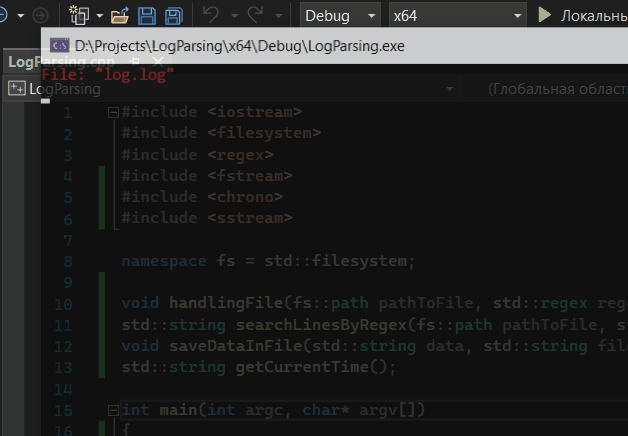 Debug
x64
Локальны
D:\Projects\LogParsing\x64\Debug\LogParsing.exe
LogParsing.cpp
File: "log.log"
LogParsing
(Глобальная област
1 #include <iostream>
2 #include <filesystem>
3 #include <regex>
4 #include <fstream>
5 #include <chrono>
6 #include <sstream>
7
8 namespace fs = std::filesystem;
9
10 void handlingFile(fs::path pathToFile, std::regex reg
11 std::string searchLinesByRegex(fs::path pathToFile, s
12 void saveDataInFile(std::string data, std::string fil
13 std::string getCurrentTime();
14
15 int main(int argc, char* argv[])
16 {